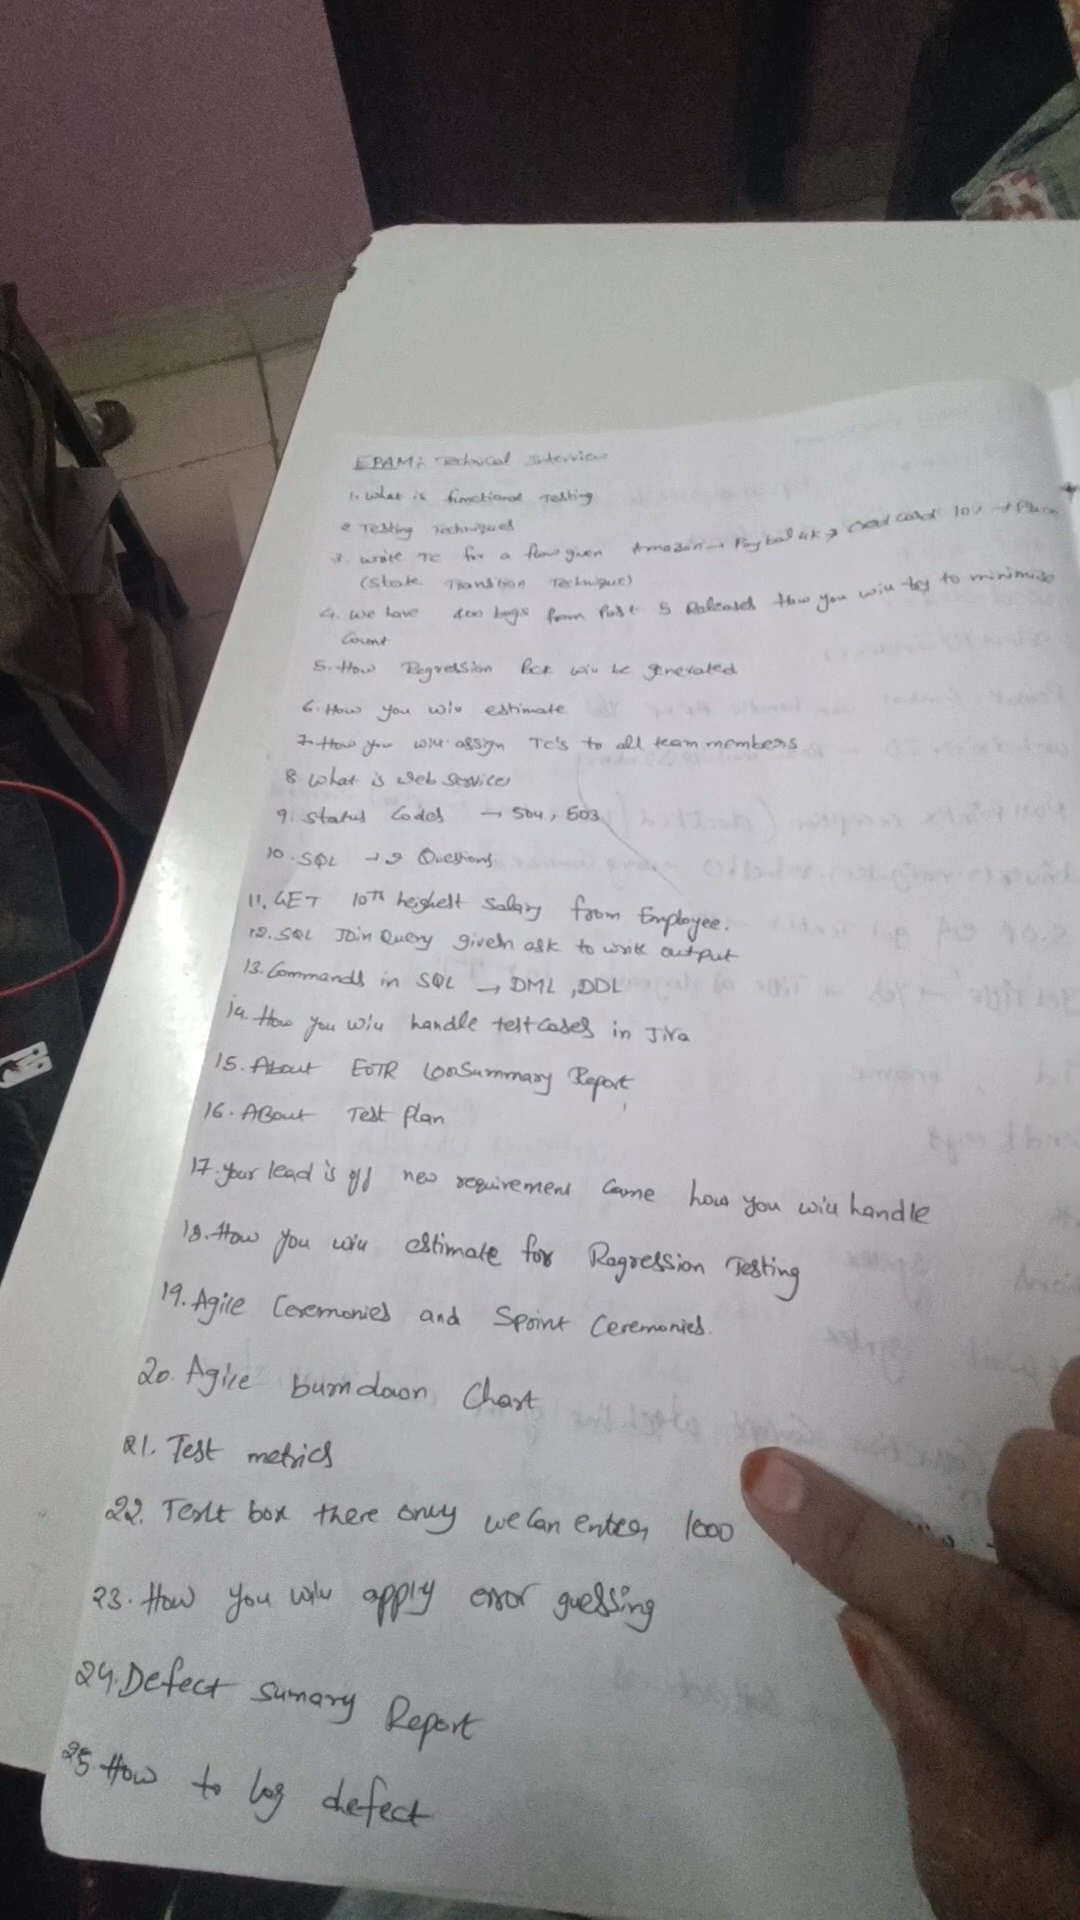 EPAM: Technical Interview
1. What is functional Testing
2 Testing Techniques
3. write TC for a flow given Amazon → Pay balance → Credit Card 10% → Place
(State Transition Technique)
4. We have 400 bugs from Past 5 Releases How you will try to minimise
Count
5. How Regression Pck will be generated
6. How you will estimate
7. How you will assign TC's to all team members
8. What is Web Service
9. Status Codes → 504, 503
10. SQL → 2 Questions
11. GET 10th heighest Salary from Employee.
12. SQL Join Query given ask to write output
13. Commands in SQL → DML, DDL
14. How you will handle test cases in Jira
15. About Summary Report
16. ABout Test plan
17. your lead is off new requirement Came how you will handle
18. How you will estimate for Regression Testing
19. Agile Ceremonies and Sprint Ceremonies.
20. Agile burndown Chart
21. Test metrics
22. Text box there only we Can enter 1000
23. How you will apply error guessing
24. Defect sumary Report
25 How to log defect